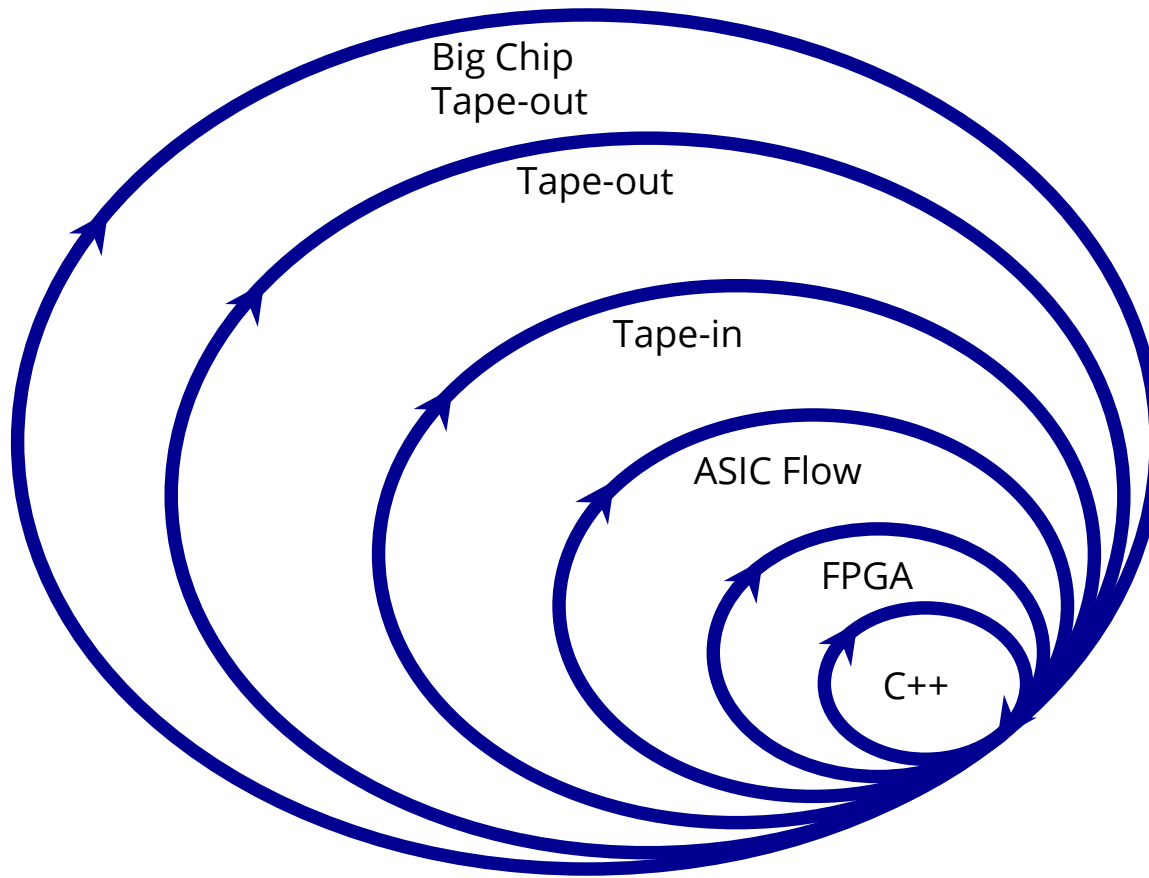 Big Chip
Tape-out
Tape-out
Tape-in
ASIC Flow
FPGA
C++